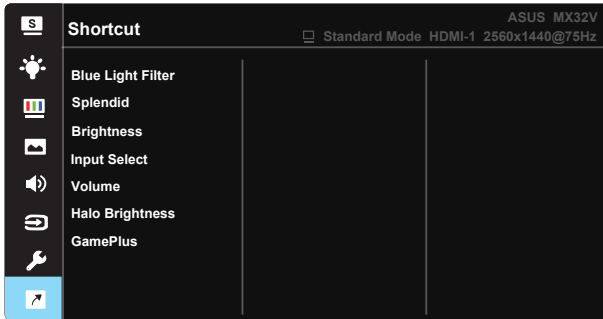 S
Shortcut
ASUS MX32V
Standard Mode HDMI-1 2560x1440@75Hz
Blue Light Filter
Splendid
Brightness
Input Select
Volume
Halo Brightness
GamePlus